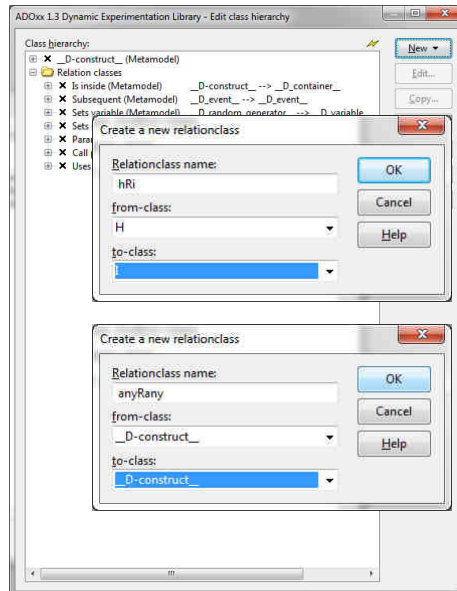 ADOxx 1.3 Dynamic Experimentation Library - Edit class hierarchy
Class hierarchy:
New
__D-construct__ (Metamodel)
Edit...
Relation classes
Is inside (Metamodel) __D-construct__ --> __D_container__
Copy...
Subsequent (Metamodel) __D_event__ --> __D_event__
Sets variable (Metamodel) __D_random_generator__ --> __D_variable__
Sets
Create a new relationclass
Para
Call
Uses
Relationclass name:
OK
hRi
Cancel
from-class:
H
Help
to-class:
I
Create a new relationclass
Relationclass name:
OK
anyRany
Cancel
from-class:
__D-construct__
Help
to-class:
__D-construct__